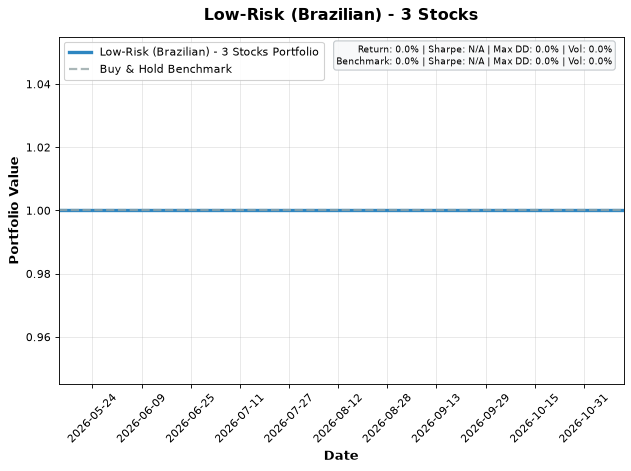 Low-Risk (Brazilian) - 3 Stocks
Low-Risk (Brazilian) - 3 Stocks Portfolio
Buy & Hold Benchmark
Return: 0.0% | Sharpe: N/A | Max DD: 0.0% | Vol: 0.0%
Benchmark: 0.0% | Sharpe: N/A | Max DD: 0.0% | Vol: 0.0%
Portfolio Value
1.04
1.02
1.00
0.98
0.96
2026-05-24
2026-06-09
2026-06-25
2026-07-11
2026-07-27
2026-08-12
2026-08-28
2026-09-13
2026-09-29
2026-10-15
2026-10-31
Date